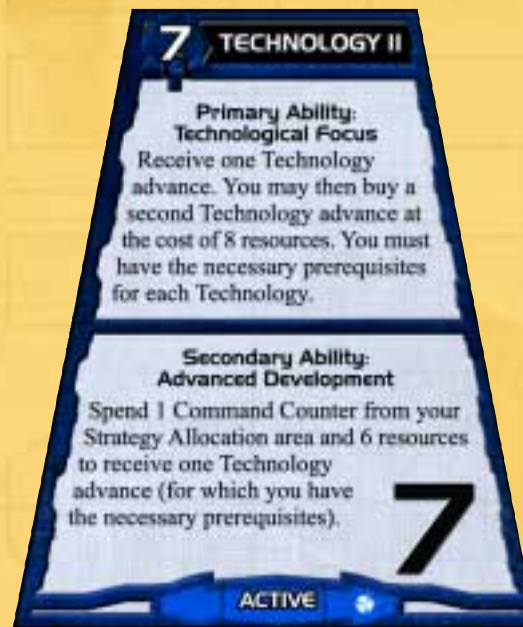 7 TECHNOLOGY II
Primary Ability:
Technological Focus
Receive one Technology
advance. You may then buy a
second Technology advance at
the cost of 8 resources. You must
have the necessary prerequisites
for each Technology.
Secondary Ability:
Advanced Development
Spend 1 Command Counter from your
Strategy Allocation area and 6 resources
to receive one Technology
advance (for which you have
the necessary prerequisites).
7
ACTIVE